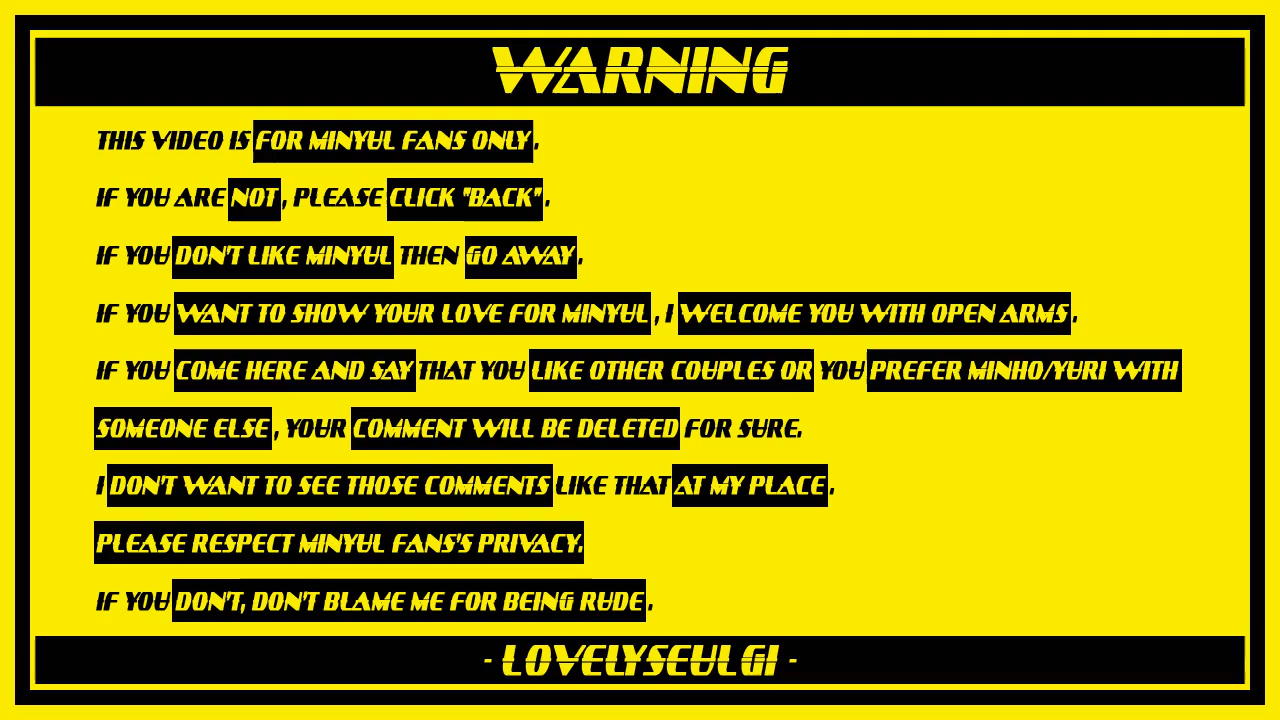 WARNING
THIS VIDEO IS FOR MINYUL FANS ONLY.
IF YOU ARE NOT, PLEASE CLICK "BACK".
IF YOU DON'T LIKE MINYUL THEN GO AWAY.
IF YOU WANT TO SHOW YOUR LOVE FOR MINYUL, I WELCOME YOU WITH OPEN ARMS.
IF YOU COME HERE AND SAY THAT YOU LIKE OTHER COUPLES OR YOU PREFER MINHO/YURI WITH
SOMEONE ELSE, YOUR COMMENT WILL BE DELETED FOR SURE.
I DON'T WANT TO SEE THOSE COMMENTS LIKE THAT AT MY PLACE.
PLEASE RESPECT MINYUL FANS'S PRIVACY.
IF YOU DON'T, DON'T BLAME ME FOR BEING RUDE.
- LOVELYSEULGI -